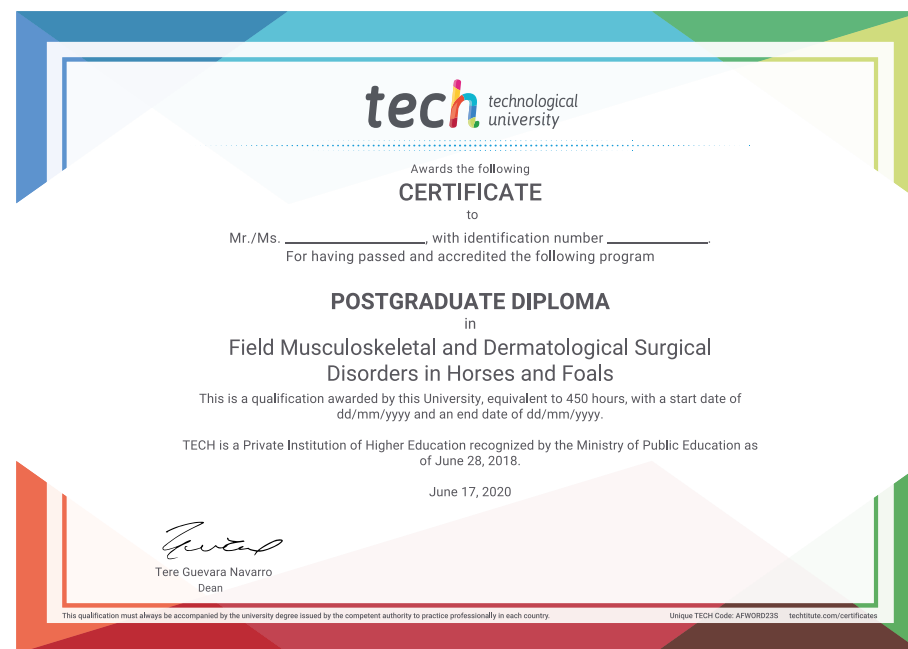 tech technological
university
Awards the following
CERTIFICATE
to
Mr./Ms. ____________________, with identification number ______________.
For having passed and accredited the following program
POSTGRADUATE DIPLOMA
in
Field Musculoskeletal and Dermatological Surgical
Disorders in Horses and Foals
This is a qualification awarded by this University, equivalent to 450 hours, with a start date of
dd/mm/yyyy and an end date of dd/mm/yyyy.
TECH is a Private Institution of Higher Education recognized by the Ministry of Public Education as
of June 28, 2018.
June 17, 2020
Tere Guevara Navarro
Dean
This qualification must always be accompanied by the university degree issued by the competent authority to practice professionally in each country. Unique TECH Code: AFWORD23S techtitute.com/certificates